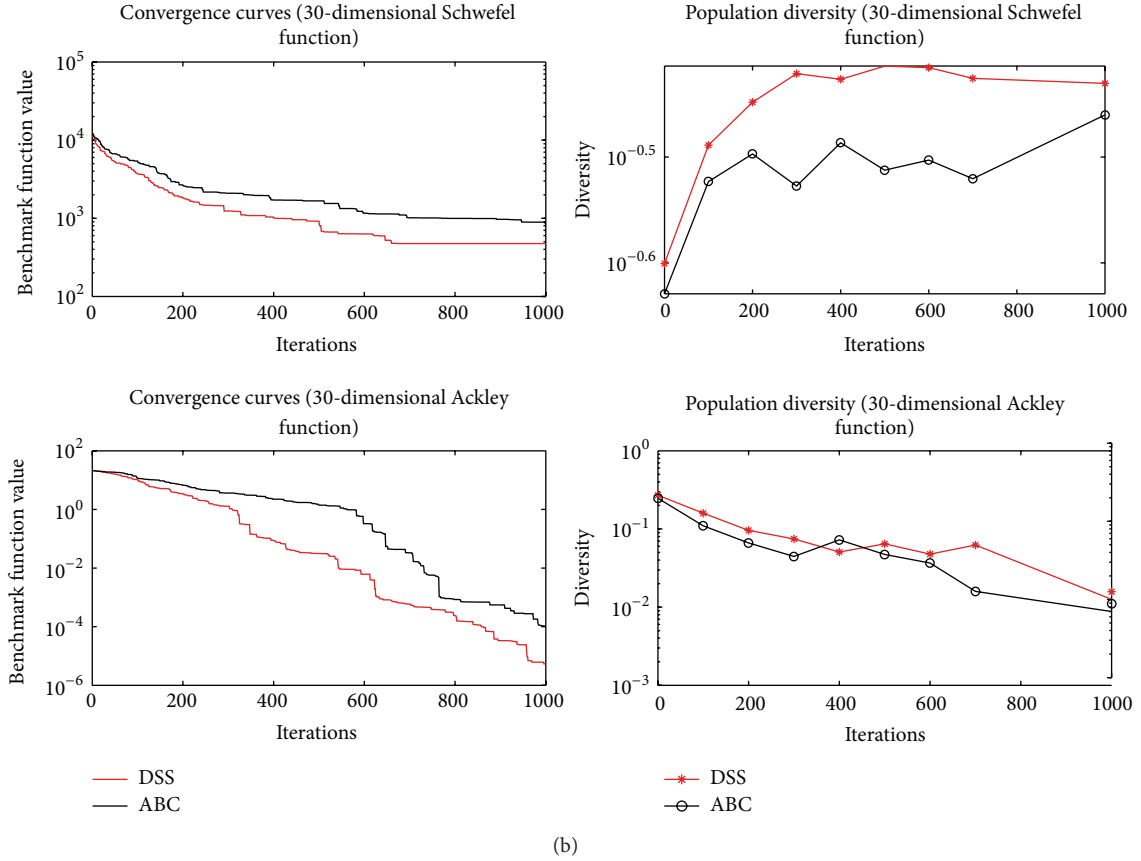 Convergence curves (30-dimensional Schwefel
function)
Benchmark function value
10^5
10^4
10^3
10^2
0 200 400 600 800 1000
Iterations
Population diversity (30-dimensional Schwefel
function)
Diversity
10^−0.5
10^−0.6
0 200 400 600 800 1000
Iterations
Convergence curves (30-dimensional Ackley
function)
Benchmark function value
10^2
10^0
10^−2
10^−4
10^−6
0 200 400 600 800 1000
Iterations
DSS
ABC
Population diversity (30-dimensional Ackley
function)
Diversity
10^0
10^−1
10^−2
10^−3
0 200 400 600 800 1000
Iterations
DSS
ABC
(b)